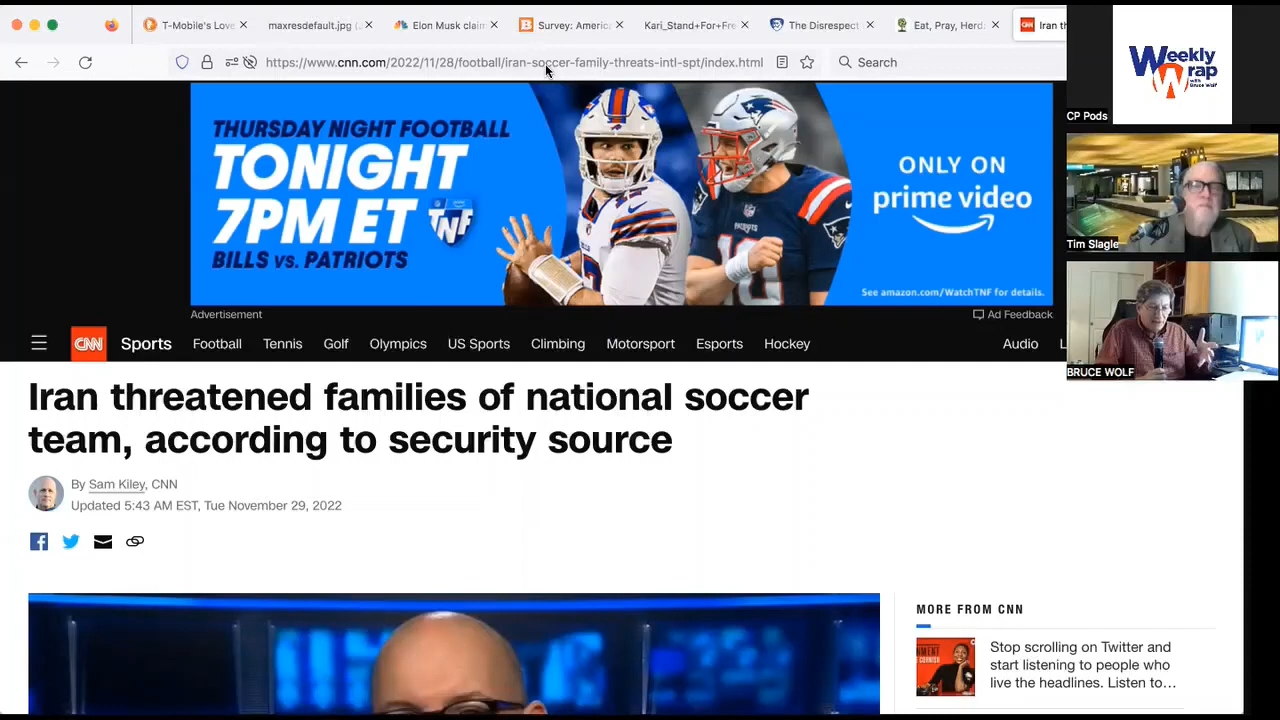 T-Mobile's Love
maxresdefault.jpg (
Elon Musk claim
Survey: America
Kari_Stand+For+Fre
The Disrespect
Eat, Pray, Herd:
Iran th
https://www.cnn.com/2022/11/28/football/iran-soccer-family-threats-intl-spt/index.html
Search
Weekly
Wrap
with Bruce Wolf
CP Pods
THURSDAY NIGHT FOOTBALL
TONIGHT
7PM ET TNF
BILLS VS. PATRIOTS
ONLY ON
prime video
See amazon.com/WatchTNF for details.
Tim Slagle
Advertisement
Ad Feedback
CNN Sports Football Tennis Golf Olympics US Sports Climbing Motorsport Esports Hockey Audio L
BRUCE WOLF
Iran threatened families of national soccer
team, according to security source
By Sam Kiley, CNN
Updated 5:43 AM EST, Tue November 29, 2022
MORE FROM CNN
Stop scrolling on Twitter and
start listening to people who
live the headlines. Listen to…